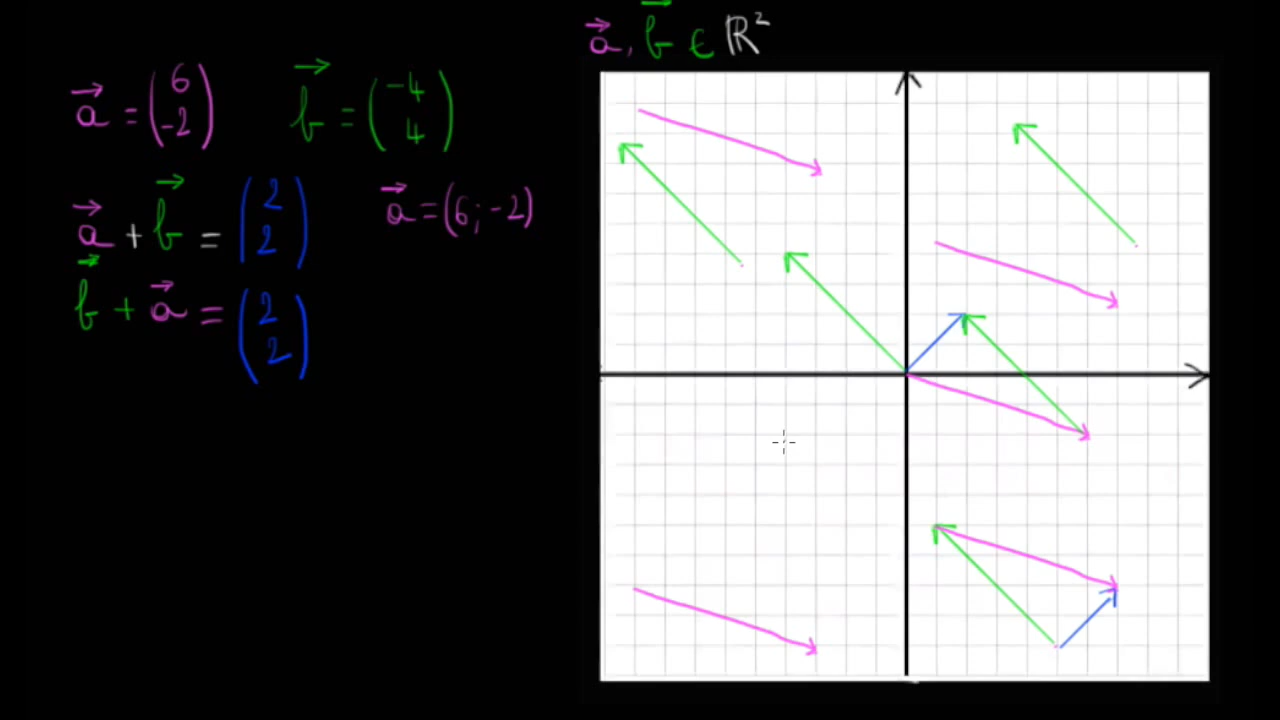 a⃗, b⃗ ∈ ℝ²
a⃗ = (6 -2) b⃗ = (-4 4)
a⃗ + b⃗ = (2 2) a⃗ = (6; -2)
b⃗ + a⃗ = (2 2)